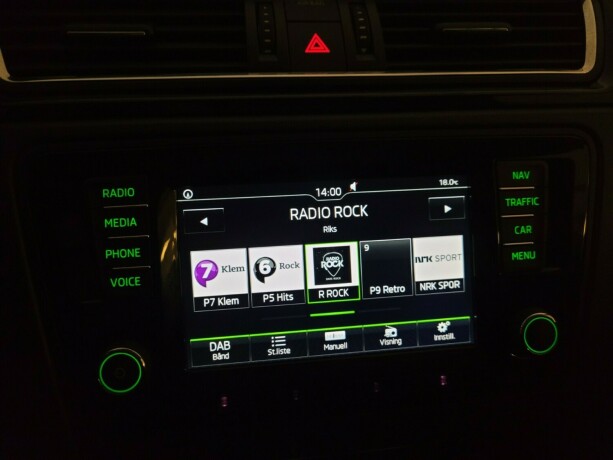 RADIO
MEDIA
PHONE
VOICE
14:00
16.0°C
RADIO ROCK
Riks
7 Klem
P7 Klem
6 Rock
P5 Hits
RADIO
ROCK
R ROCK
9
P9 Retro
NRK SPORT
NRK SPOR
DAB
Bånd
St.liste
Manuell
Visning
Innstill.
NAV
TRAFFIC
CAR
MENU